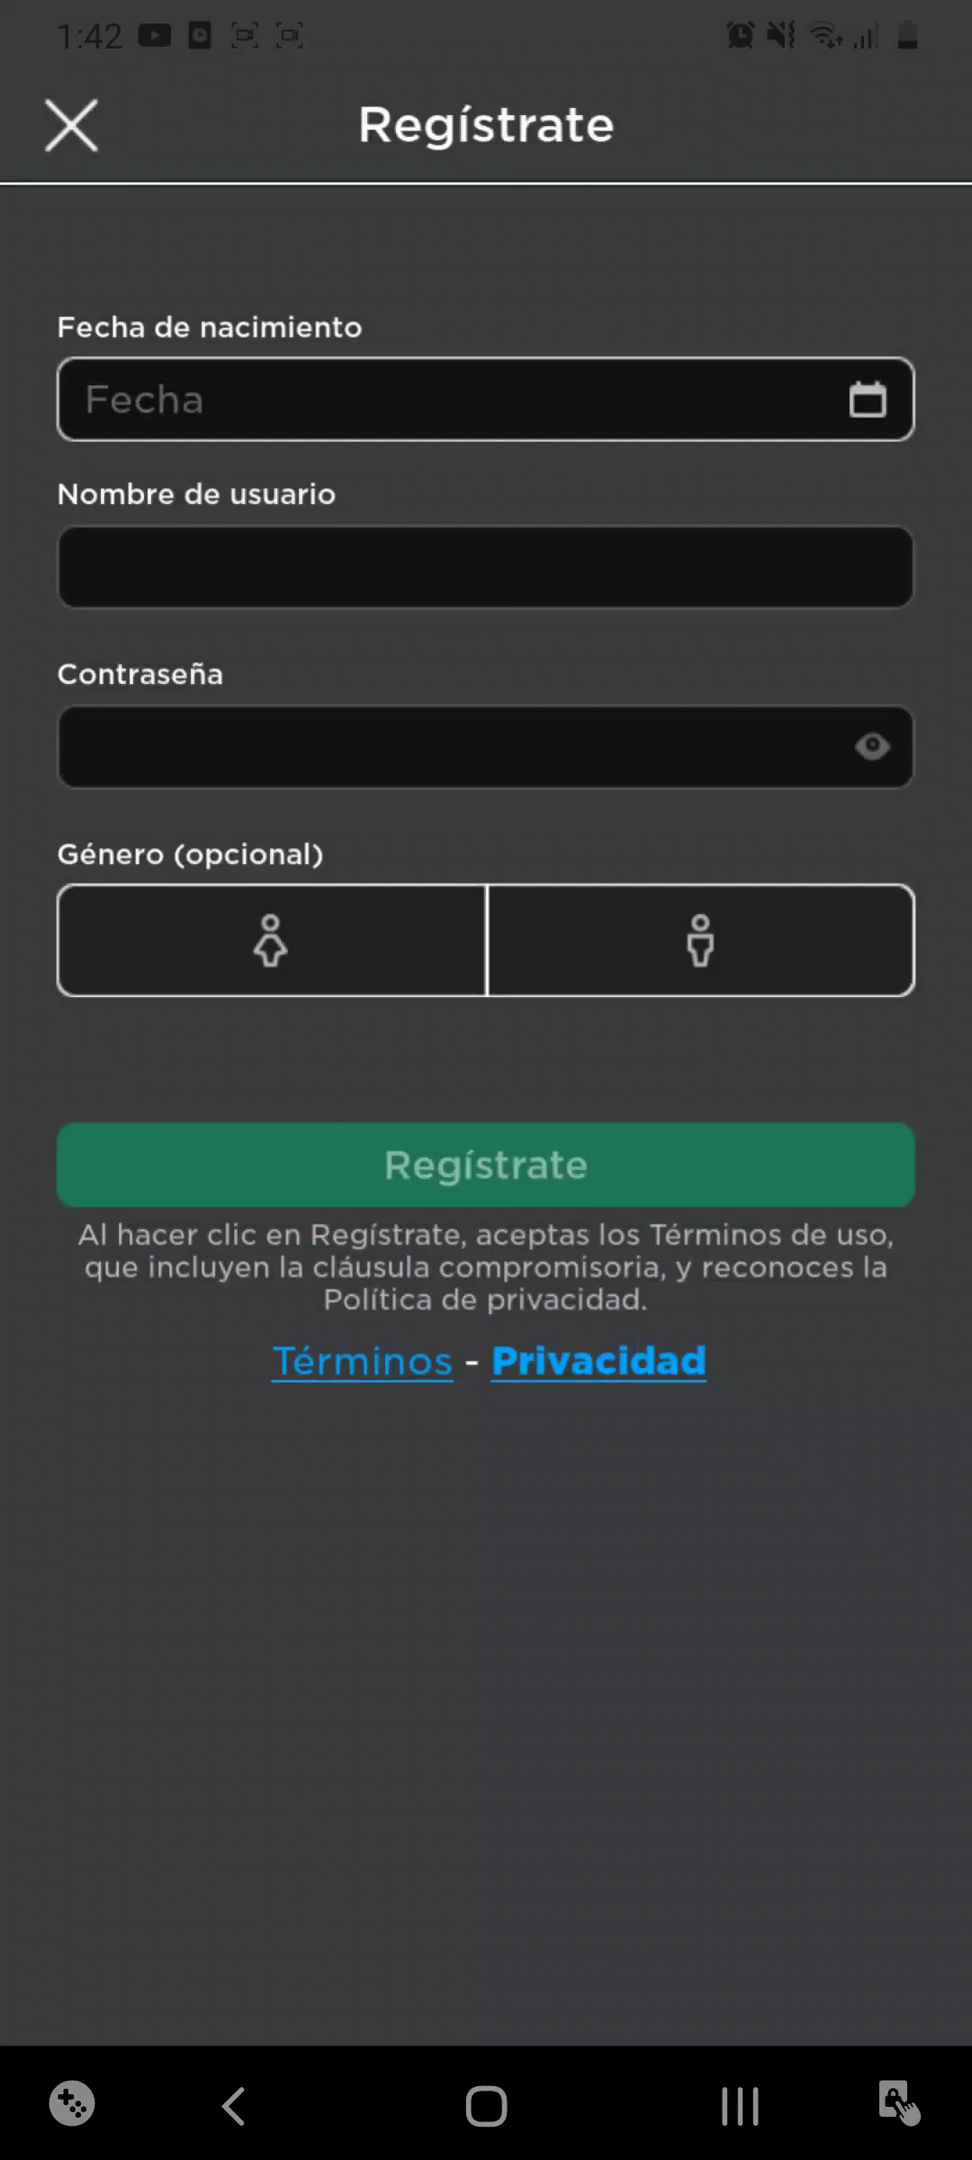 1:42
Regístrate
Fecha de nacimiento
Fecha
Nombre de usuario
Contraseña
Género (opcional)
Regístrate
Al hacer clic en Regístrate, aceptas los Términos de uso,
que incluyen la cláusula compromisoria, y reconoces la
Política de privacidad.
Términos - Privacidad